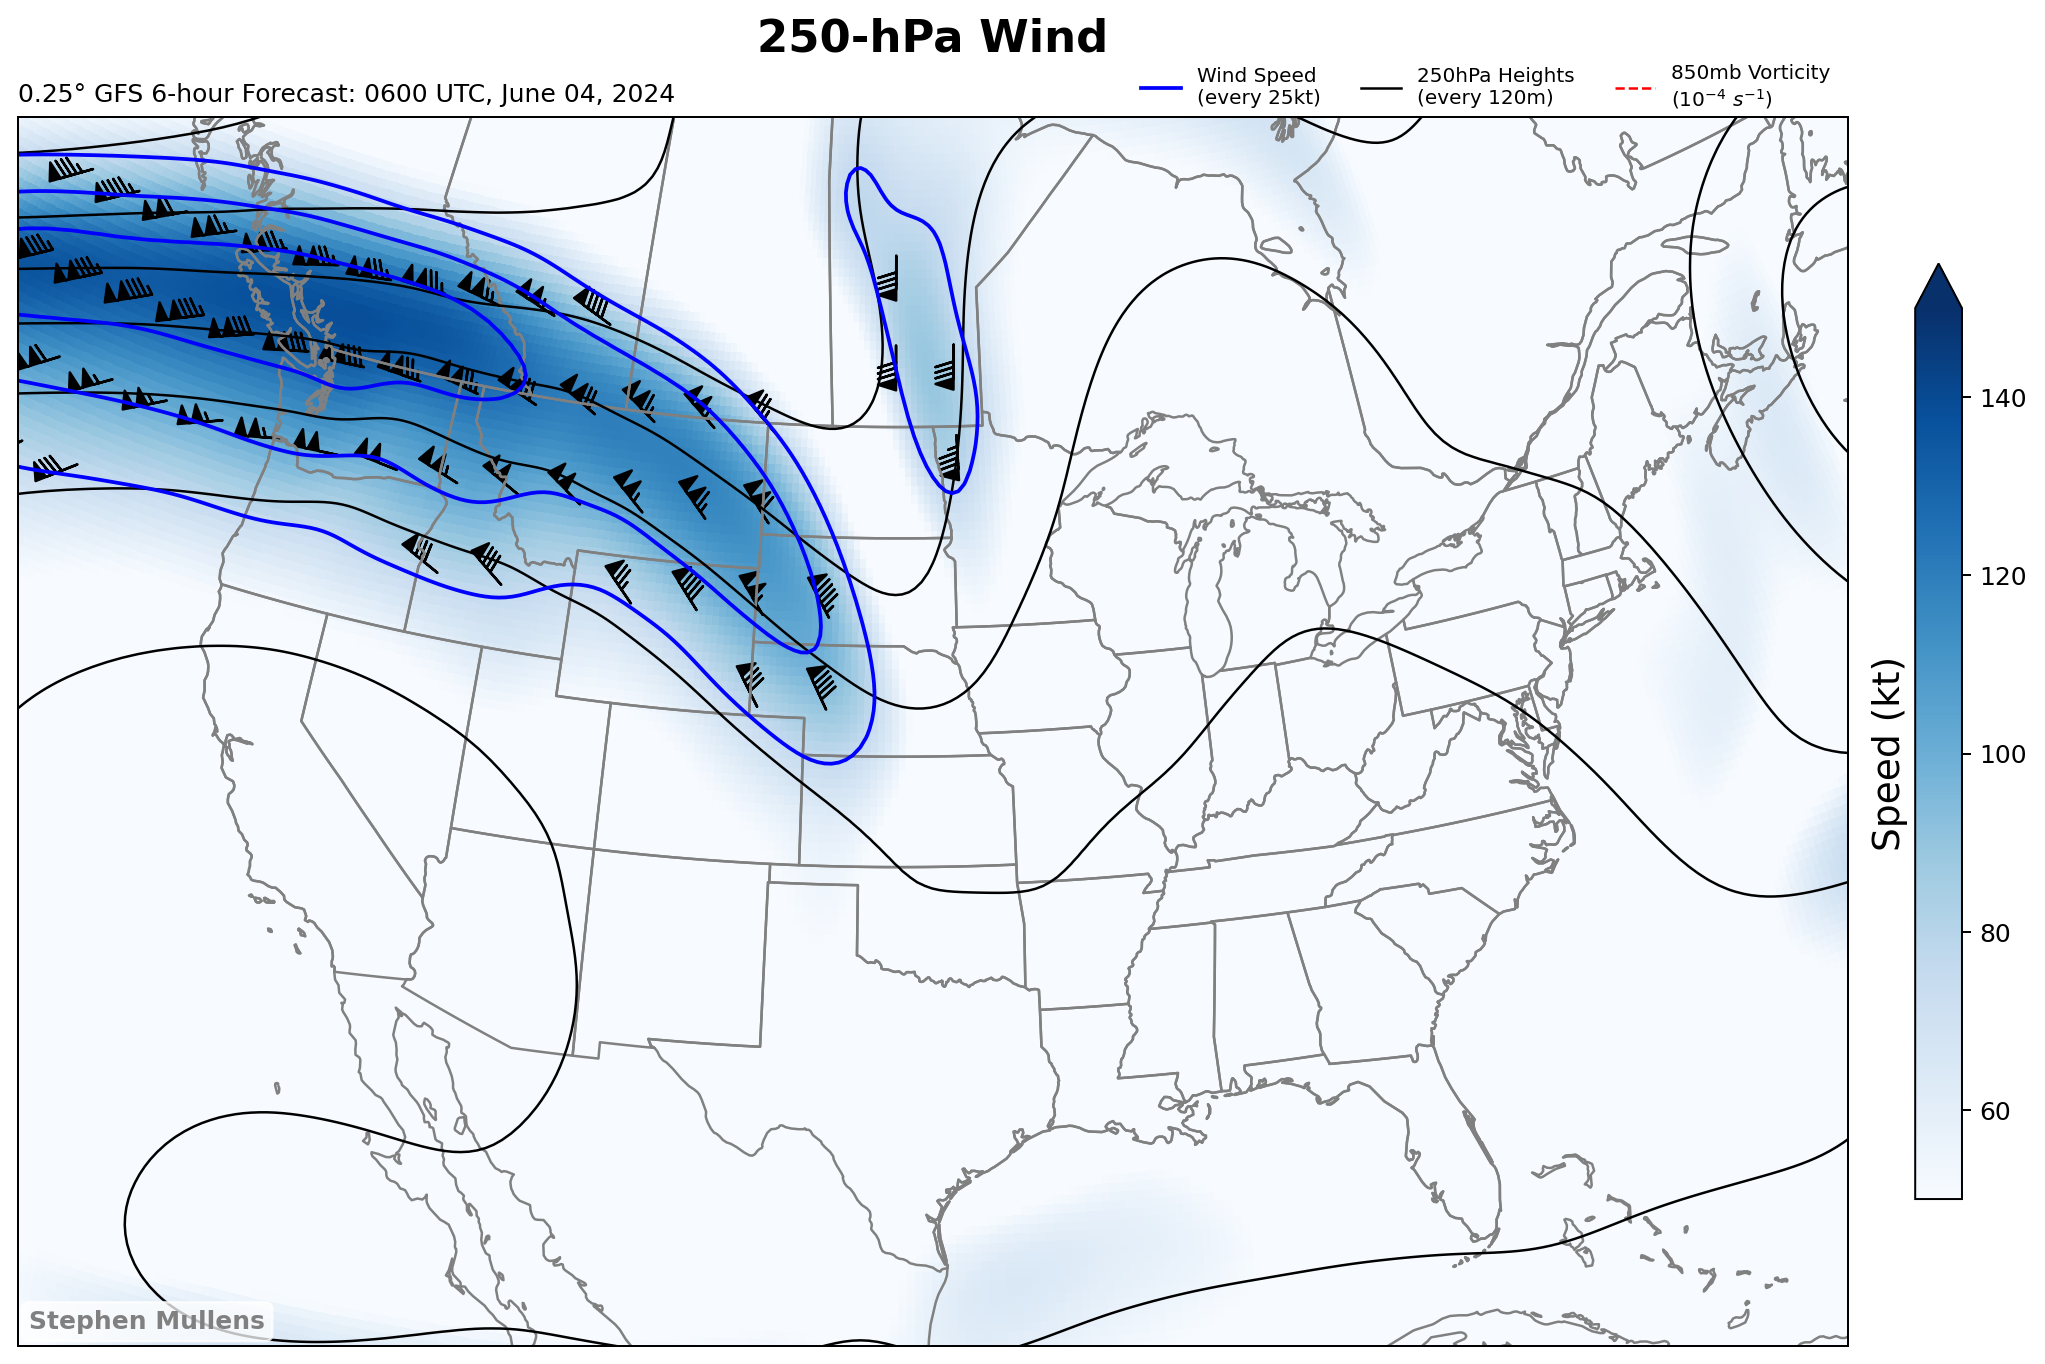 250-hPa Wind
0.25° GFS 6-hour Forecast: 0600 UTC, June 04, 2024
Wind Speed
(every 25kt)
250hPa Heights
(every 120m)
850mb Vorticity
(10⁻⁴ s⁻¹)
140
120
100
80
60
Speed (kt)
Stephen Mullens